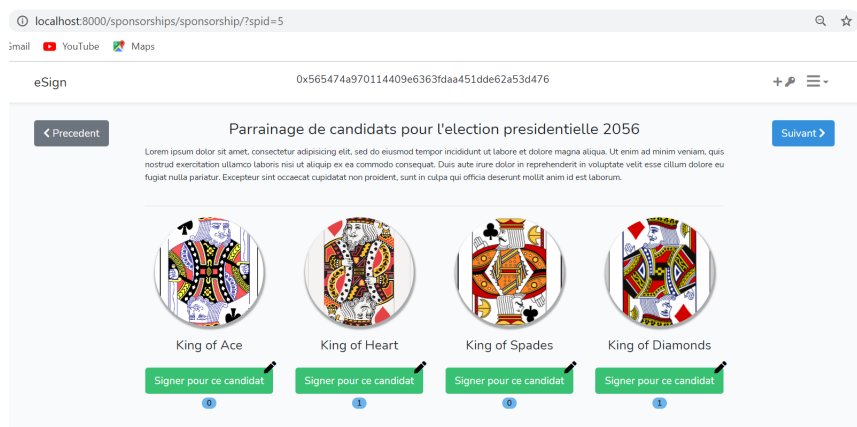 localhost:8000/sponsorships/sponsorship/?spid=5
Gmail YouTube Maps
eSign 0x565474a970114409e6363fdaa451dde62a53d476
Precedent Parrainage de candidats pour l'election presidentielle 2056 Suivant
Lorem ipsum dolor sit amet, consectetur adipisicing elit, sed do eiusmod tempor incididunt ut labore et dolore magna aliqua. Ut enim ad minim veniam, quis
nostrud exercitation ullamco laboris nisi ut aliquip ex ea commodo consequat. Duis aute irure dolor in reprehenderit in voluptate velit esse cillum dolore eu
fugiat nulla pariatur. Excepteur sint occaecat cupidatat non proident, sunt in culpa qui officia deserunt mollit anim id est laborum.
King of Ace King of Heart King of Spades King of Diamonds
Signer pour ce candidat Signer pour ce candidat Signer pour ce candidat Signer pour ce candidat
0 1 0 1